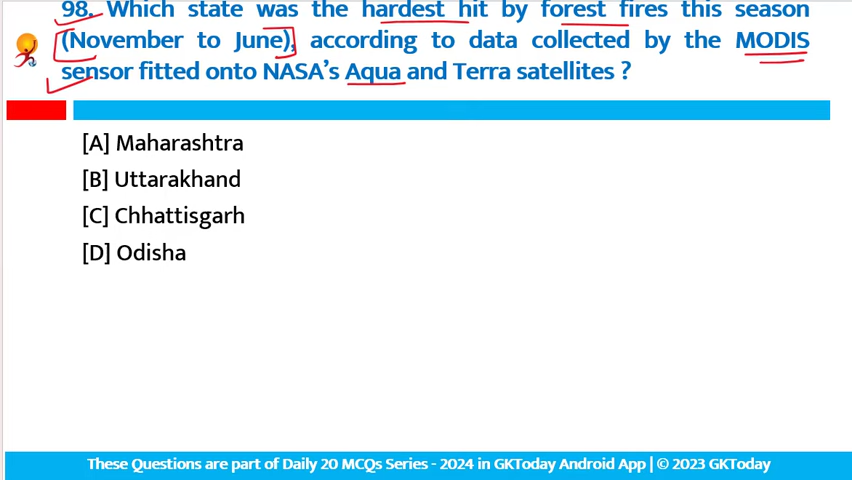 98. Which state was the hardest hit by forest fires this season
(November to June), according to data collected by the MODIS
sensor fitted onto NASA's Aqua and Terra satellites ?
[A] Maharashtra
[B] Uttarakhand
[C] Chhattisgarh
[D] Odisha
These Questions are part of Daily 20 MCQs Series - 2024 in GKToday Android App | © 2023 GKToday